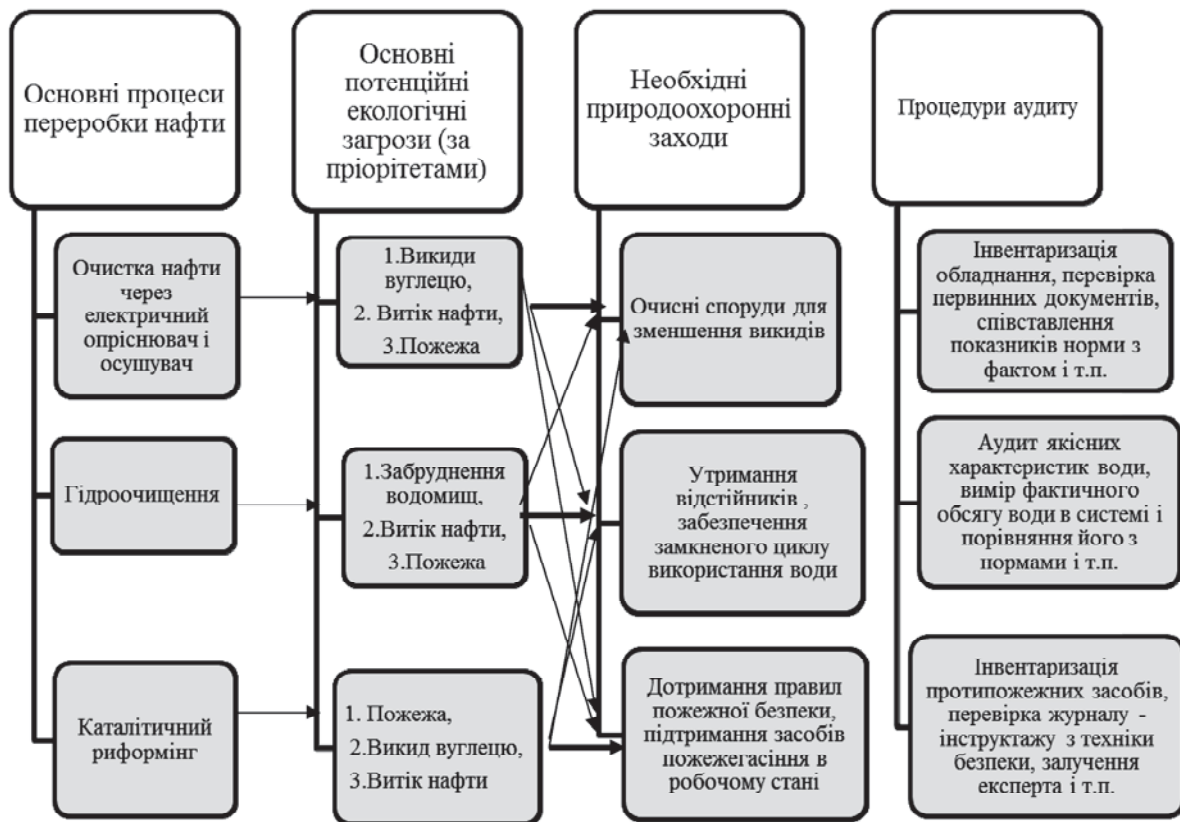 Основні процеси
переробки нафти
Очистка нафти
через
електричний
опріснювач і
осушувач
Гідроочищення
Каталітичний
риформінг
Основні
потенційні
екологічні
загрози (за
пріорітетами)
1.Викиди
вуглецю,
2. Витік нафти,
3.Пожежа
1.Забруднення
водомищ,
2.Витік нафти,
3.Пожежа
1. Пожежа,
2.Викид вуглецю,
3.Витік нафти
Необхідні
природоохоронні
заходи
Очисні споруди для
зменшення викидів
Утримання
відстійників ,
забезпечення
замкненого циклу
використання води
Дотримання правил
пожежної безпеки,
підтримання засобів
пожежегасіння в
робочому стані
Процедури аудиту
Інвентаризація
обладнання, перевірка
первинних документів,
співставлення
показників норми з
фактом і т.п.
Аудит якісних
характеристик води,
вимір фактичного
обсягу води в системі і
порівняння його з
нормами і т.п.
Інвентаризація
протипожежних засобів,
перевірка журналу -
інструктажу з техніки
безпеки, залучення
експерта і т.п.